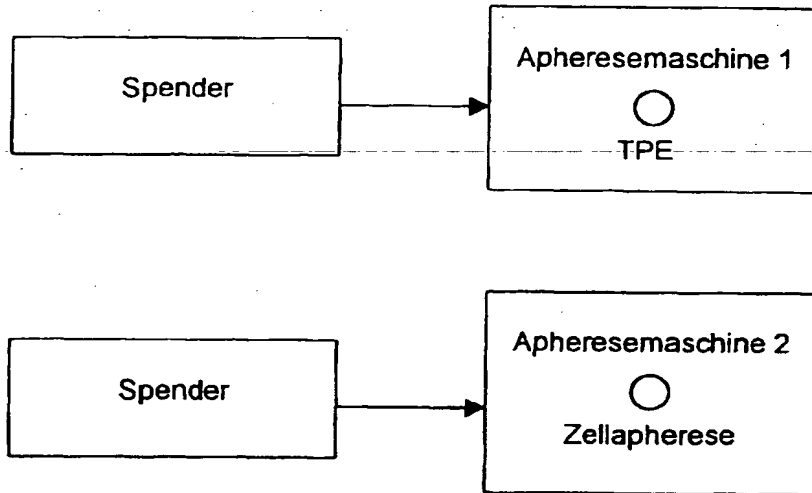 Spender
Apheresemaschine 1
TPE
Spender
Apheresemaschine 2
Zellapherese